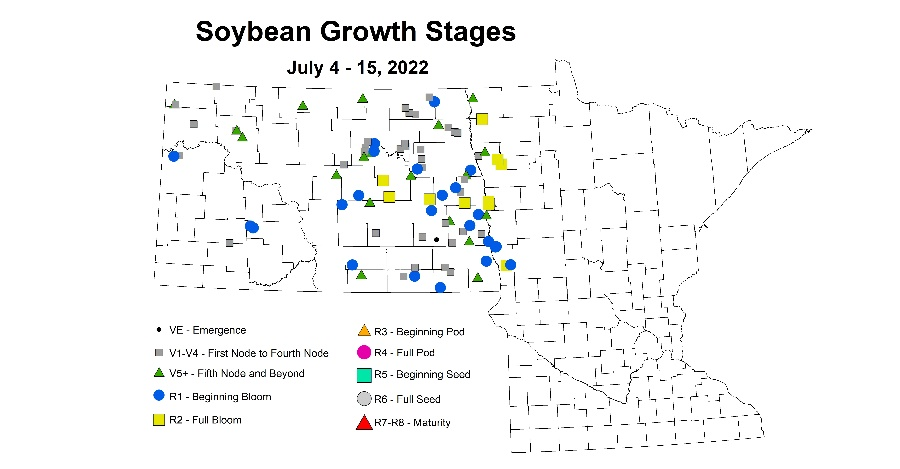 Soybean Growth Stages
July 4 - 15, 2022
VE - Emergence
V1-V4 - First Node to Fourth Node
V5+ - Fifth Node and Beyond
R1 - Beginning Bloom
R2 - Full Bloom
R3 - Beginning Pod
R4 - Full Pod
R5 - Beginning Seed
R6 - Full Seed
R7-R8 - Maturity